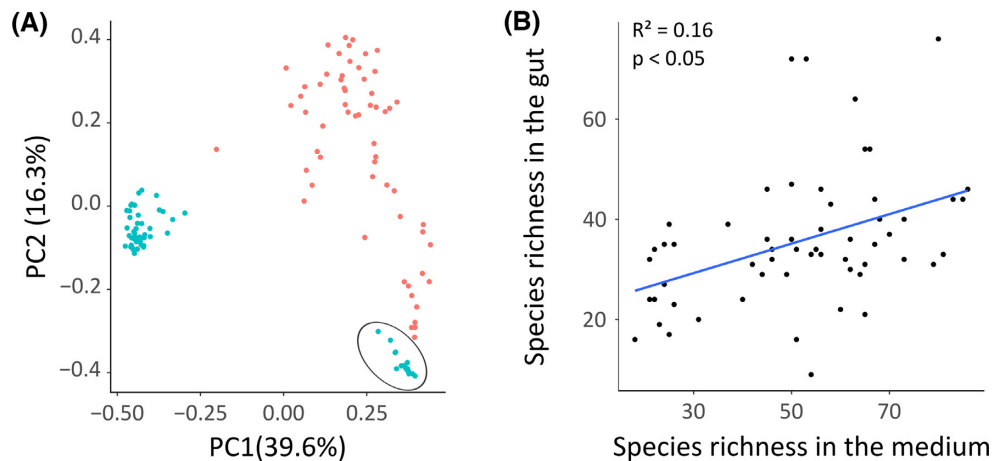 (A)
0.4
0.2
0.0
−0.2
−0.4
PC2 (16.3%)
−0.50
−0.25
0.00
0.25
PC1(39.6%)
(B)
R² = 0.16
p < 0.05
60
40
20
Species richness in the gut
30
50
70
Species richness in the medium